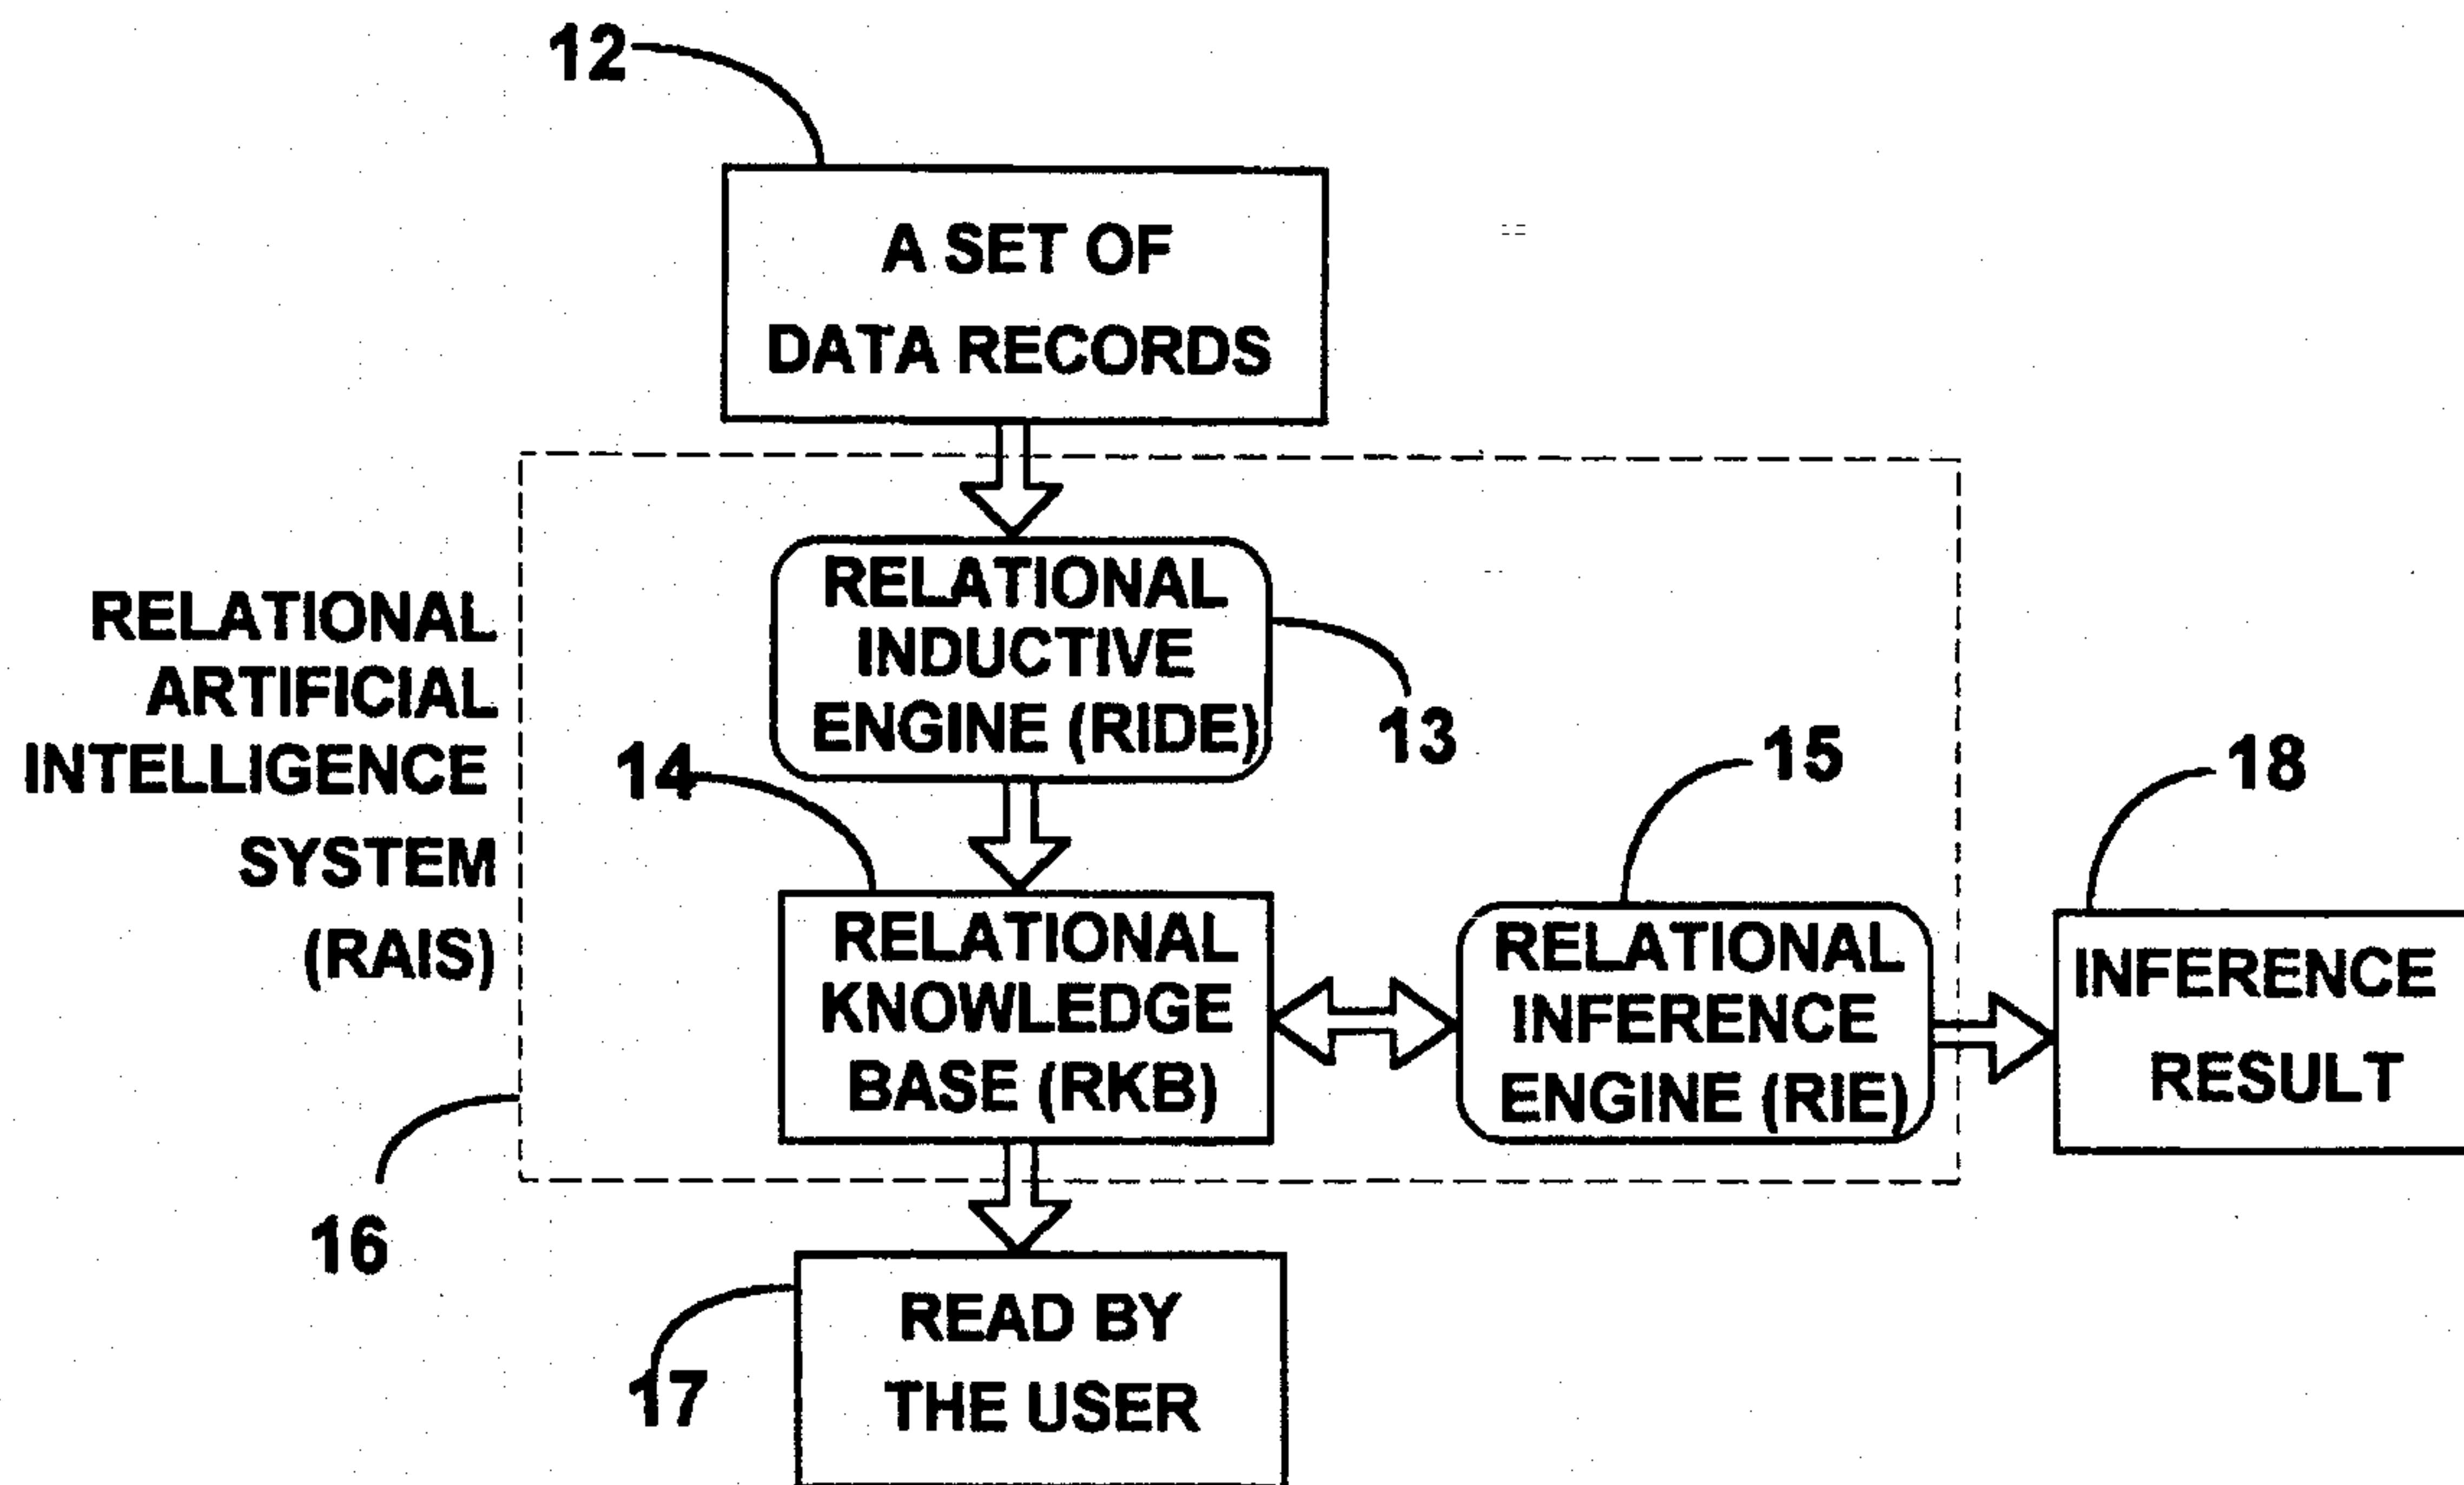 12
A SET OF
DATA RECORDS
RELATIONAL
INDUCTIVE
ENGINE (RIDE)
13
RELATIONAL
ARTIFICIAL
INTELLIGENCE
SYSTEM
(RAIS)
14
15
18
RELATIONAL
KNOWLEDGE
BASE (RKB)
RELATIONAL
INFERENCE
ENGINE (RIE)
INFERENCE
RESULT
16
17
READ BY
THE USER